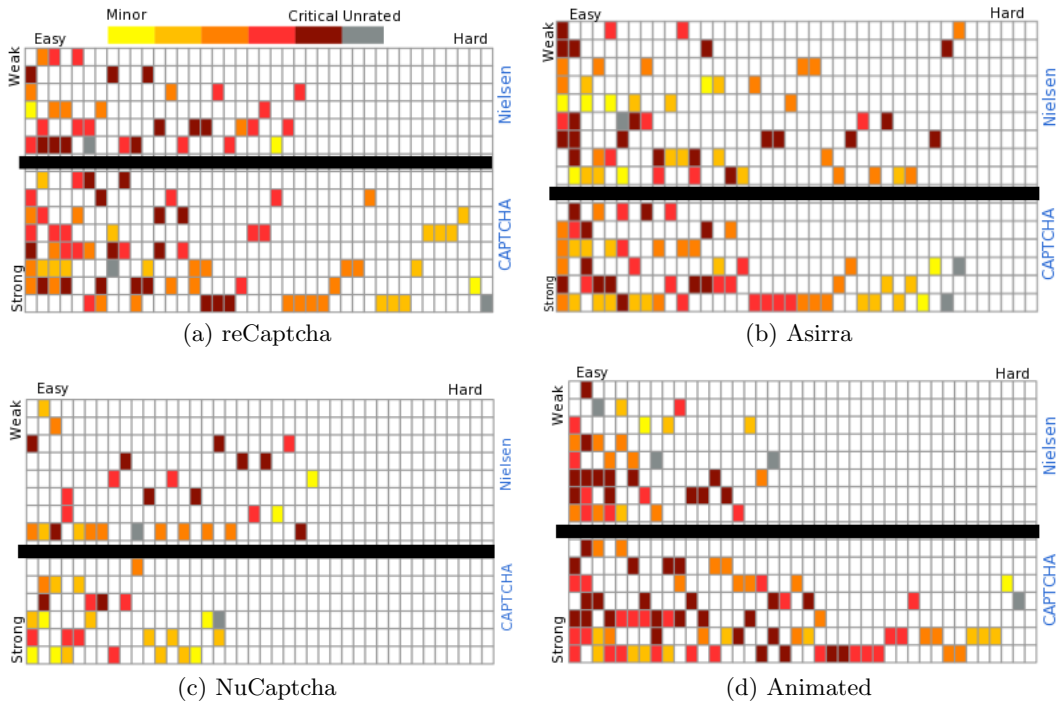 Minor Critical Unrated
Easy Hard
Weak
Nielsen
CAPTCHA
Strong
(a) reCaptcha
Easy Hard
Weak
Nielsen
CAPTCHA
Strong
(b) Asirra
Easy Hard
Weak
Nielsen
CAPTCHA
Strong
(c) NuCaptcha
Easy Hard
Weak
Nielsen
CAPTCHA
Strong
(d) Animated